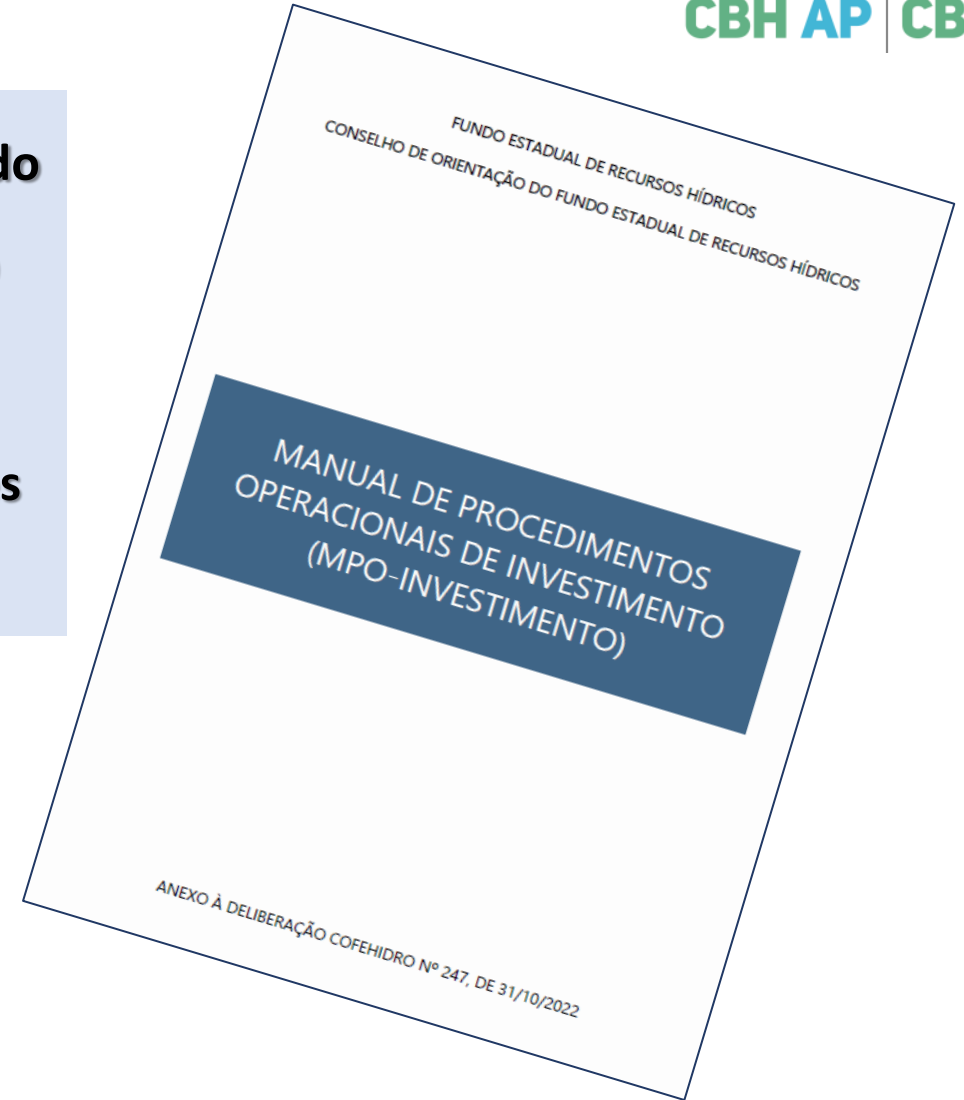 CBH AP | CB
do
s
FUNDO ESTADUAL DE RECURSOS HÍDRICOS
CONSELHO DE ORIENTAÇÃO DO FUNDO ESTADUAL DE RECURSOS HÍDRICOS
MANUAL DE PROCEDIMENTOS
OPERACIONAIS DE INVESTIMENTO
(MPO-INVESTIMENTO)
ANEXO À DELIBERAÇÃO COFEHIDRO Nº 247, DE 31/10/2022